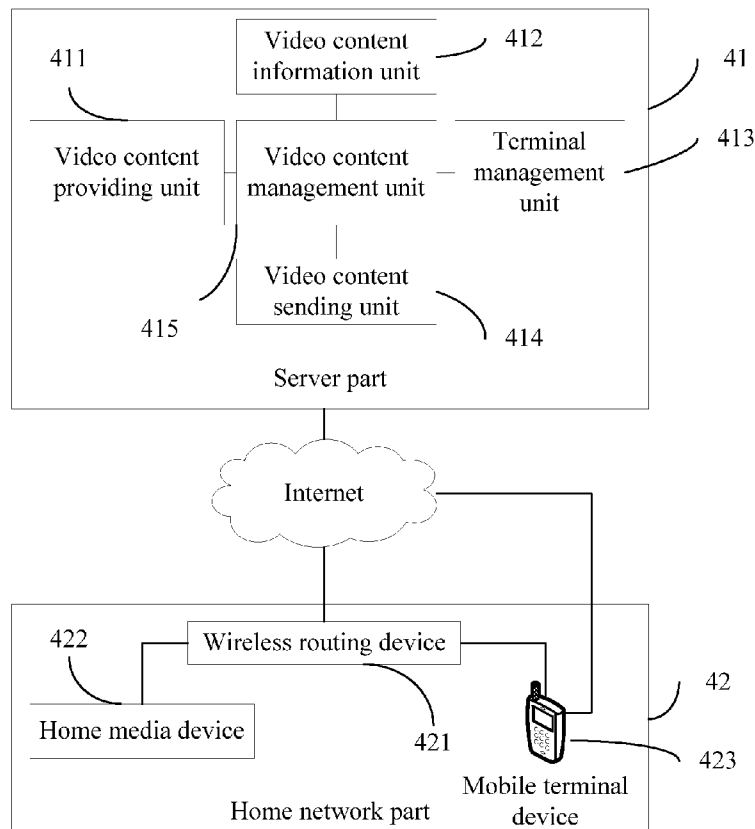 Video content
information unit
412
411
41
Video content
providing unit
Video content
management unit
Terminal
management
unit
413
Video content
sending unit
415
414
Server part
Internet
422
Wireless routing device
42
Home media device
421
423
Mobile terminal
device
Home network part